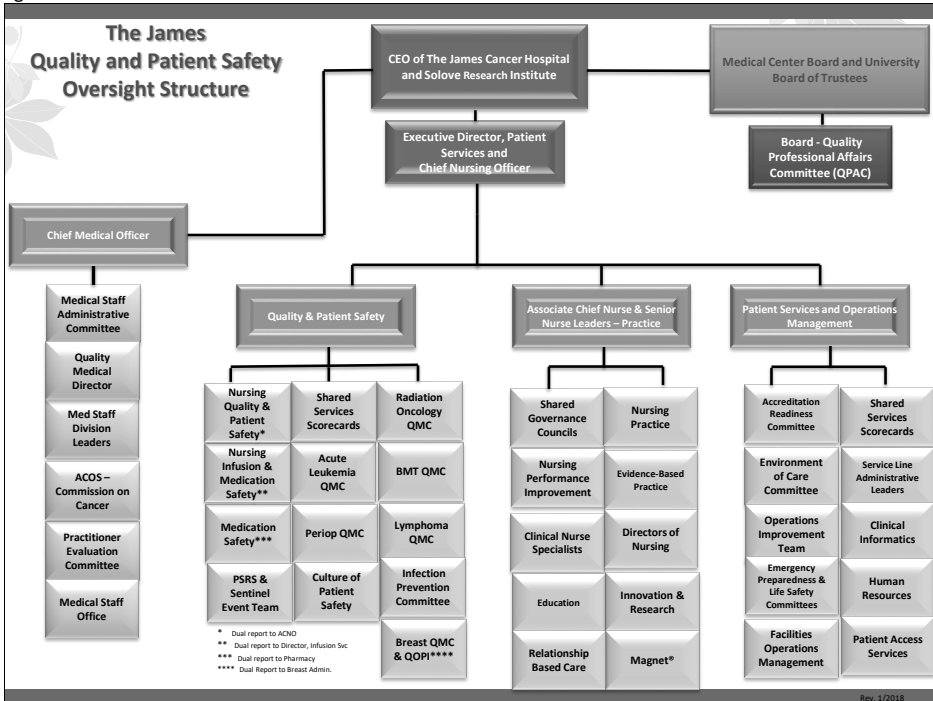 The James
Quality and Patient Safety
Oversight Structure
CEO of The James Cancer Hospital
and Solove Research Institute
Medical Center Board and University
Board of Trustees
Executive Director, Patient
Services and
Chief Nursing Officer
Board - Quality
Professional Affairs
Committee (QPAC)
Chief Medical Officer
Medical Staff
Administrative
Committee
Quality
Medical
Director
Med Staff
Division
Leaders
ACOS –
Commission on
Cancer
Practitioner
Evaluation
Committee
Medical Staff
Office
Quality & Patient Safety
Nursing
Quality &
Patient
Safety*
Shared
Services
Scorecards
Radiation
Oncology
QMC
Nursing
Infusion &
Medication
Safety**
Acute
Leukemia
QMC
BMT QMC
Medication
Safety***
Periop QMC
Lymphoma
QMC
PSRS &
Sentinel
Event Team
Culture of
Patient
Safety
Infection
Prevention
Committee
Breast QMC
& QOPI****
* Dual report to ACNO
** Dual report to Director, Infusion Svc
*** Dual report to Pharmacy
**** Dual Report to Breast Admin.
Associate Chief Nurse & Senior
Nurse Leaders – Practice
Shared
Governance
Councils
Nursing
Practice
Nursing
Performance
Improvement
Evidence-Based
Practice
Clinical Nurse
Specialists
Directors of
Nursing
Education
Innovation &
Research
Relationship
Based Care
Magnet®
Patient Services and Operations
Management
Accreditation
Readiness
Committee
Shared
Services
Scorecards
Environment
of Care
Committee
Service Line
Administrative
Leaders
Operations
Improvement
Team
Clinical
Informatics
Emergency
Preparedness &
Life Safety
Committees
Human
Resources
Facilities
Operations
Management
Patient Access
Services
Rev. 1/2018